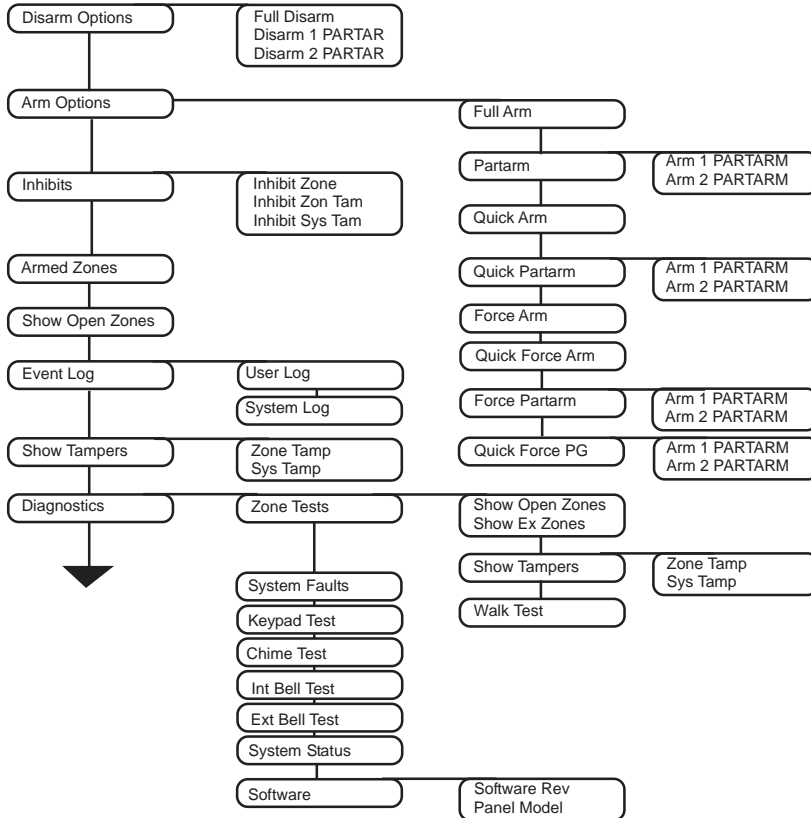 Disarm Options
Full Disarm
Disarm 1 PARTAR
Disarm 2 PARTAR
Arm Options
Full Arm
Partarm
Arm 1 PARTARM
Arm 2 PARTARM
Quick Arm
Quick Partarm
Arm 1 PARTARM
Arm 2 PARTARM
Force Arm
Quick Force Arm
Force Partarm
Arm 1 PARTARM
Arm 2 PARTARM
Quick Force PG
Arm 1 PARTARM
Arm 2 PARTARM
Inhibits
Inhibit Zone
Inhibit Zon Tam
Inhibit Sys Tam
Armed Zones
Show Open Zones
Event Log
User Log
System Log
Show Tampers
Zone Tamp
Sys Tamp
Diagnostics
Zone Tests
Show Open Zones
Show Ex Zones
Show Tampers
Zone Tamp
Sys Tamp
Walk Test
System Faults
Keypad Test
Chime Test
Int Bell Test
Ext Bell Test
System Status
Software
Software Rev
Panel Model